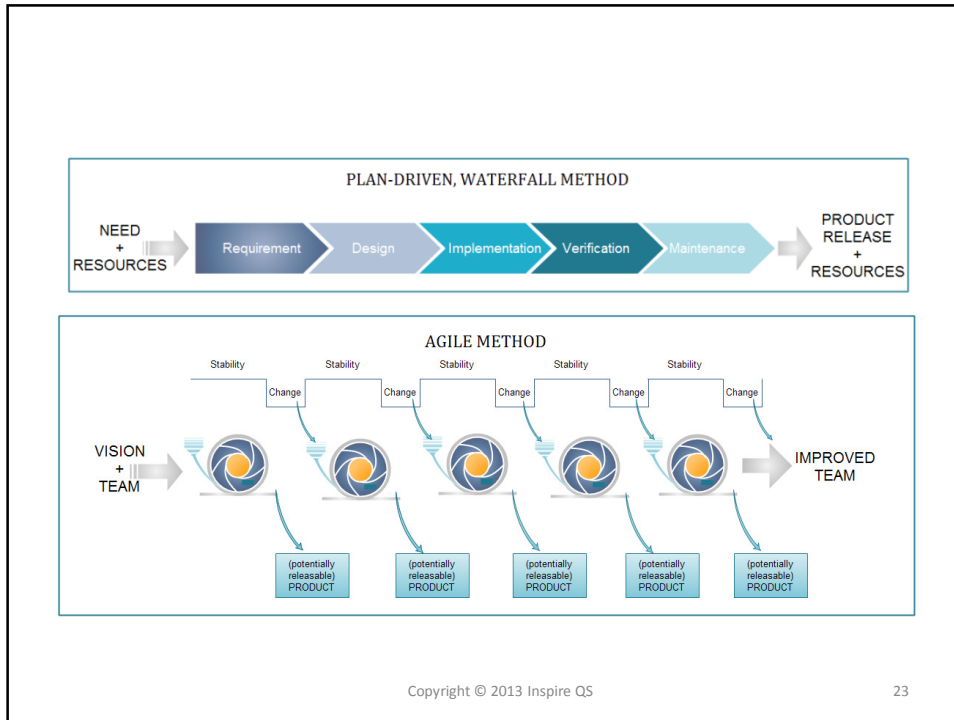 PLAN-DRIVEN, WATERFALL METHOD
NEED
+
RESOURCES
Requirement
Design
Implementation
Verification
Maintenance
PRODUCT
RELEASE
+
RESOURCES
AGILE METHOD
Stability
Stability
Stability
Stability
Stability
Change
Change
Change
Change
Change
VISION
+
TEAM
IMPROVED
TEAM
(potentially
releasable)
PRODUCT
(potentially
releasable)
PRODUCT
(potentially
releasable)
PRODUCT
(potentially
releasable)
PRODUCT
(potentially
releasable)
PRODUCT
Copyright © 2013 Inspire QS
23